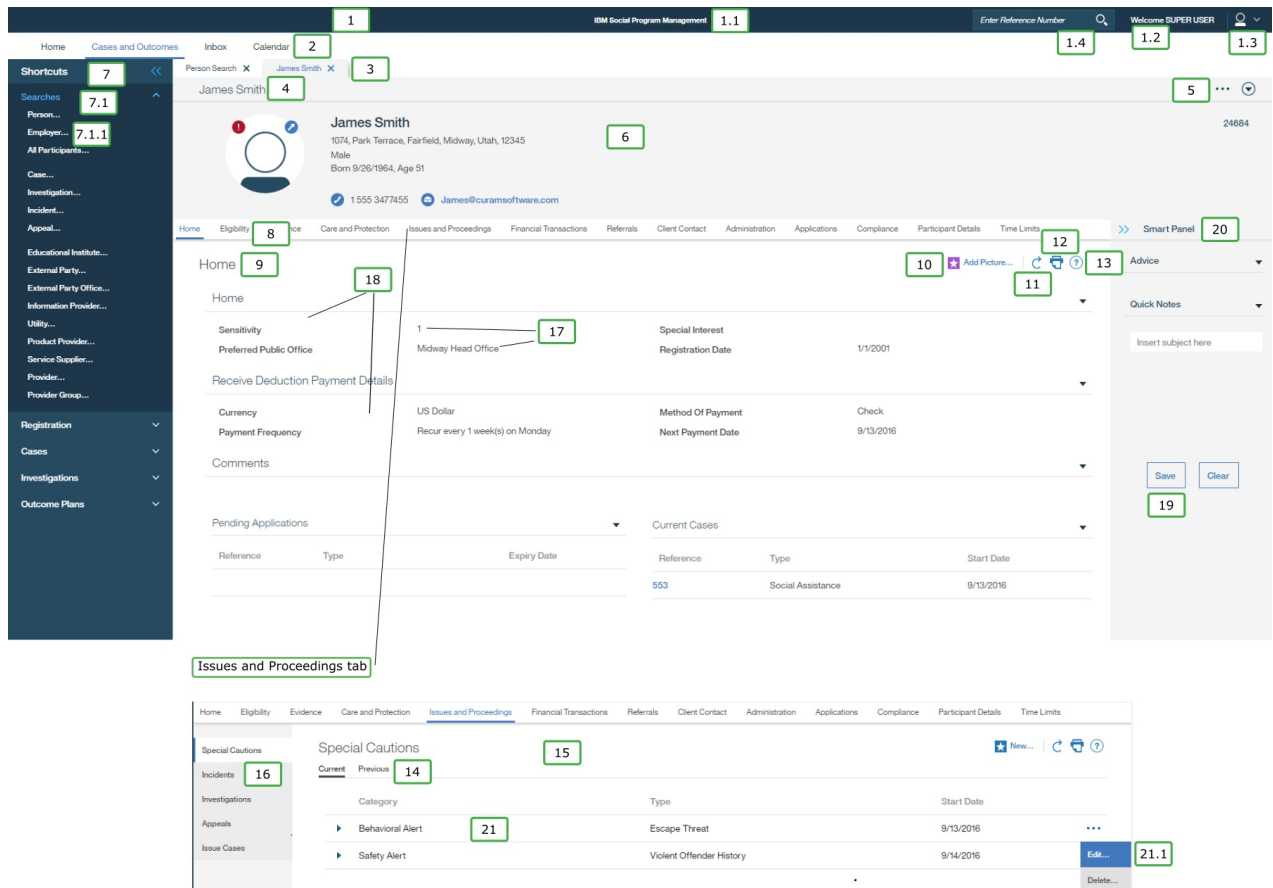 1
IBM Social Program Management
1.1
Enter Reference Number
Welcome SUPER USER
1.4
1.2
1.3
Home
Cases and Outcomes
Inbox
Calendar
2
Shortcuts
7
Person Search X
James Smith X
3
James Smith
4
5
Searches
7.1
Person...
Employer...
7.1.1
All Participants...
Case...
Investigation...
Incident...
Appeal...
Educational Institute...
External Party...
External Party Office...
Information Provider...
Utility...
Product Provider...
Service Supplier...
Provider...
Provider Group...
Registration
Cases
Investigations
Outcome Plans
James Smith
1074, Park Terrace, Fairfield, Midway, Utah, 12345
Male
Born 9/26/1964, Age 51
1 555 3477455
James@curamsoftware.com
6
24684
Home
Eligibility
8
Care and Protection
Issues and Proceedings
Financial Transactions
Referrals
Client Contact
Administration
Applications
Compliance
Participant Details
Time Limits
Smart Panel
20
12
Home
9
10
Add Picture...
?
13
11
18
Advice
Home
Quick Notes
Sensitivity
1
17
Special Interest
Preferred Public Office
Midway Head Office
Registration Date
1/1/2001
Insert subject here
Receive Deduction Payment Details
Currency
US Dollar
Method Of Payment
Check
Payment Frequency
Recur every 1 week(s) on Monday
Next Payment Date
9/13/2016
Comments
Save
Clear
19
Pending Applications
Current Cases
Reference
Type
Expiry Date
Reference
Type
Start Date
553
Social Assistance
9/13/2016
Issues and Proceedings tab
Home
Eligibility
Evidence
Care and Protection
Issues and Proceedings
Financial Transactions
Referrals
Client Contact
Administration
Applications
Compliance
Participant Details
Time Limits
Special Cautions
Incidents
16
Investigations
Appeals
Issue Cases
Special Cautions
15
New...
?
Current
Previous
14
Category
Type
Start Date
Behavioral Alert
21
Escape Threat
9/13/2016
Safety Alert
Violent Offender History
9/14/2016
Edit...
21.1
Delete...